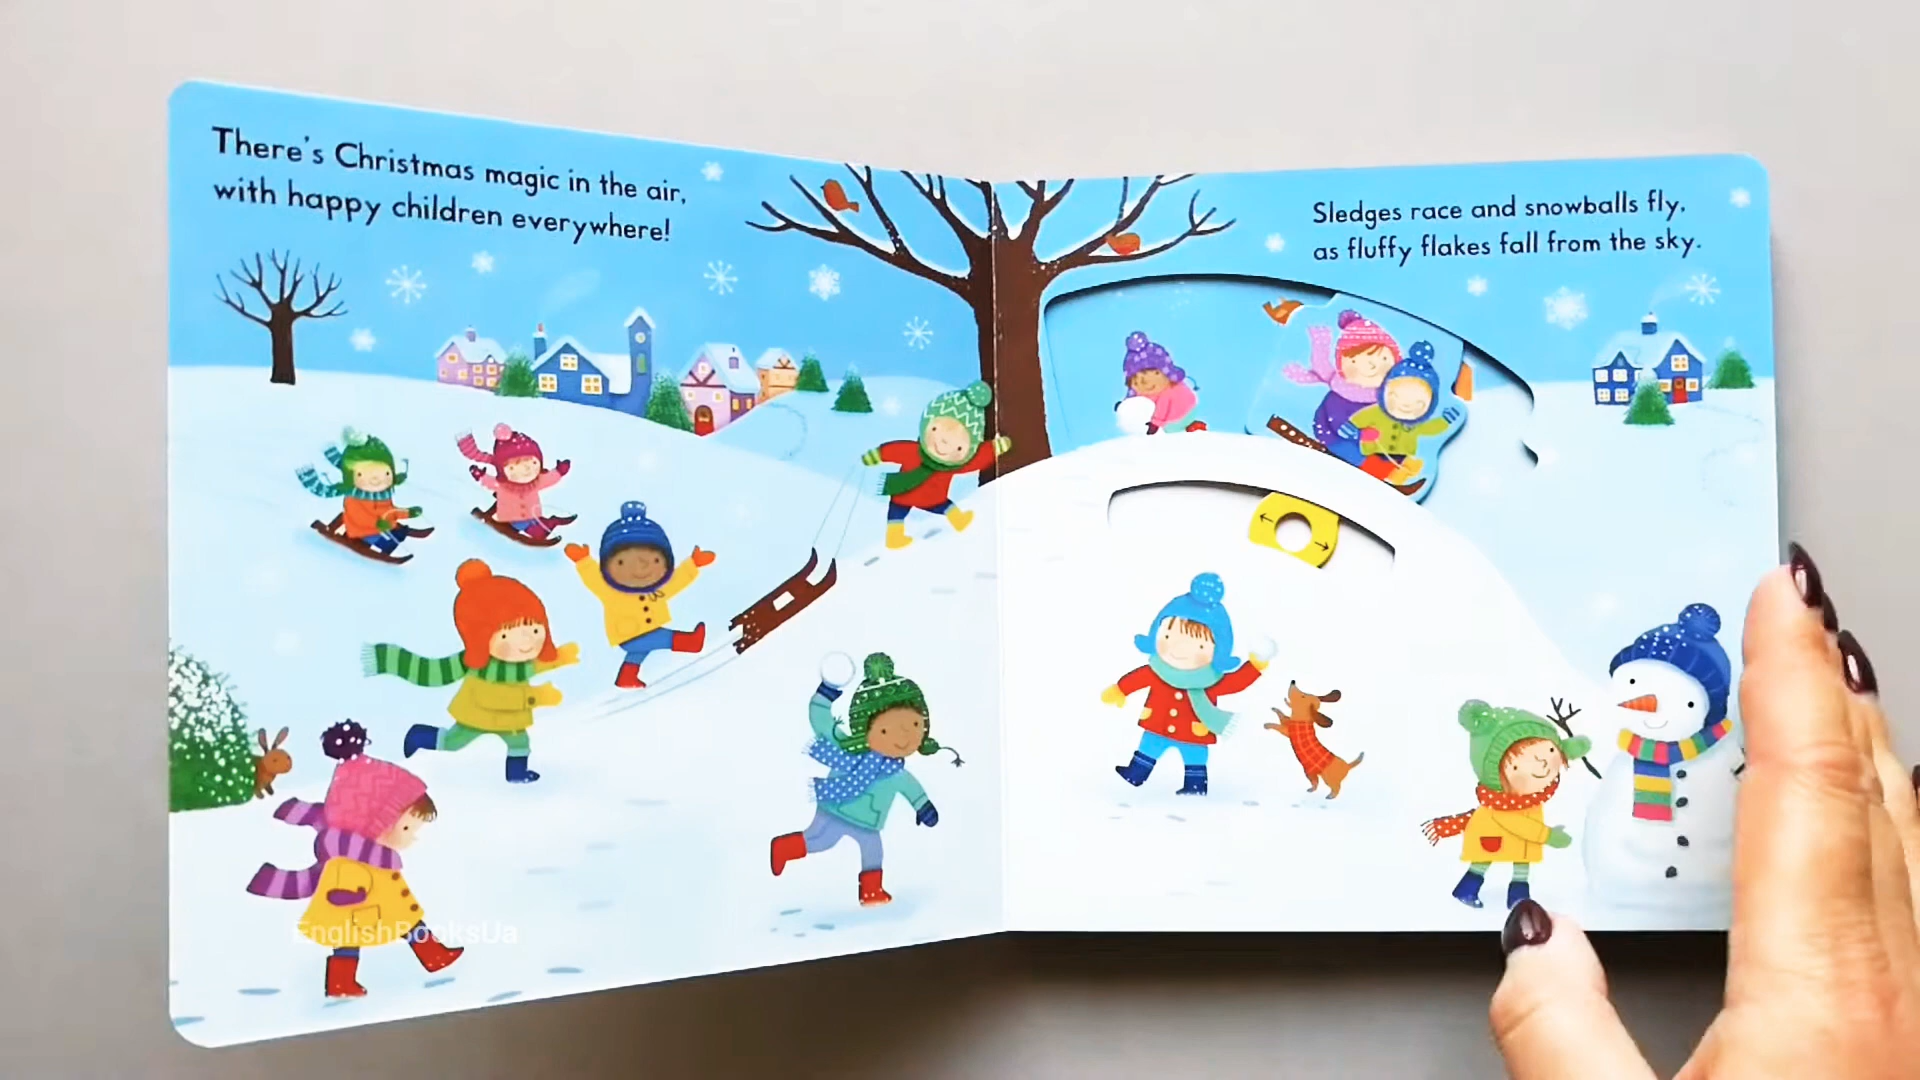 There's Christmas magic in the air,
with happy children everywhere!
Sledges race and snowballs fly,
as fluffy flakes fall from the sky.
EnglishBooksUa